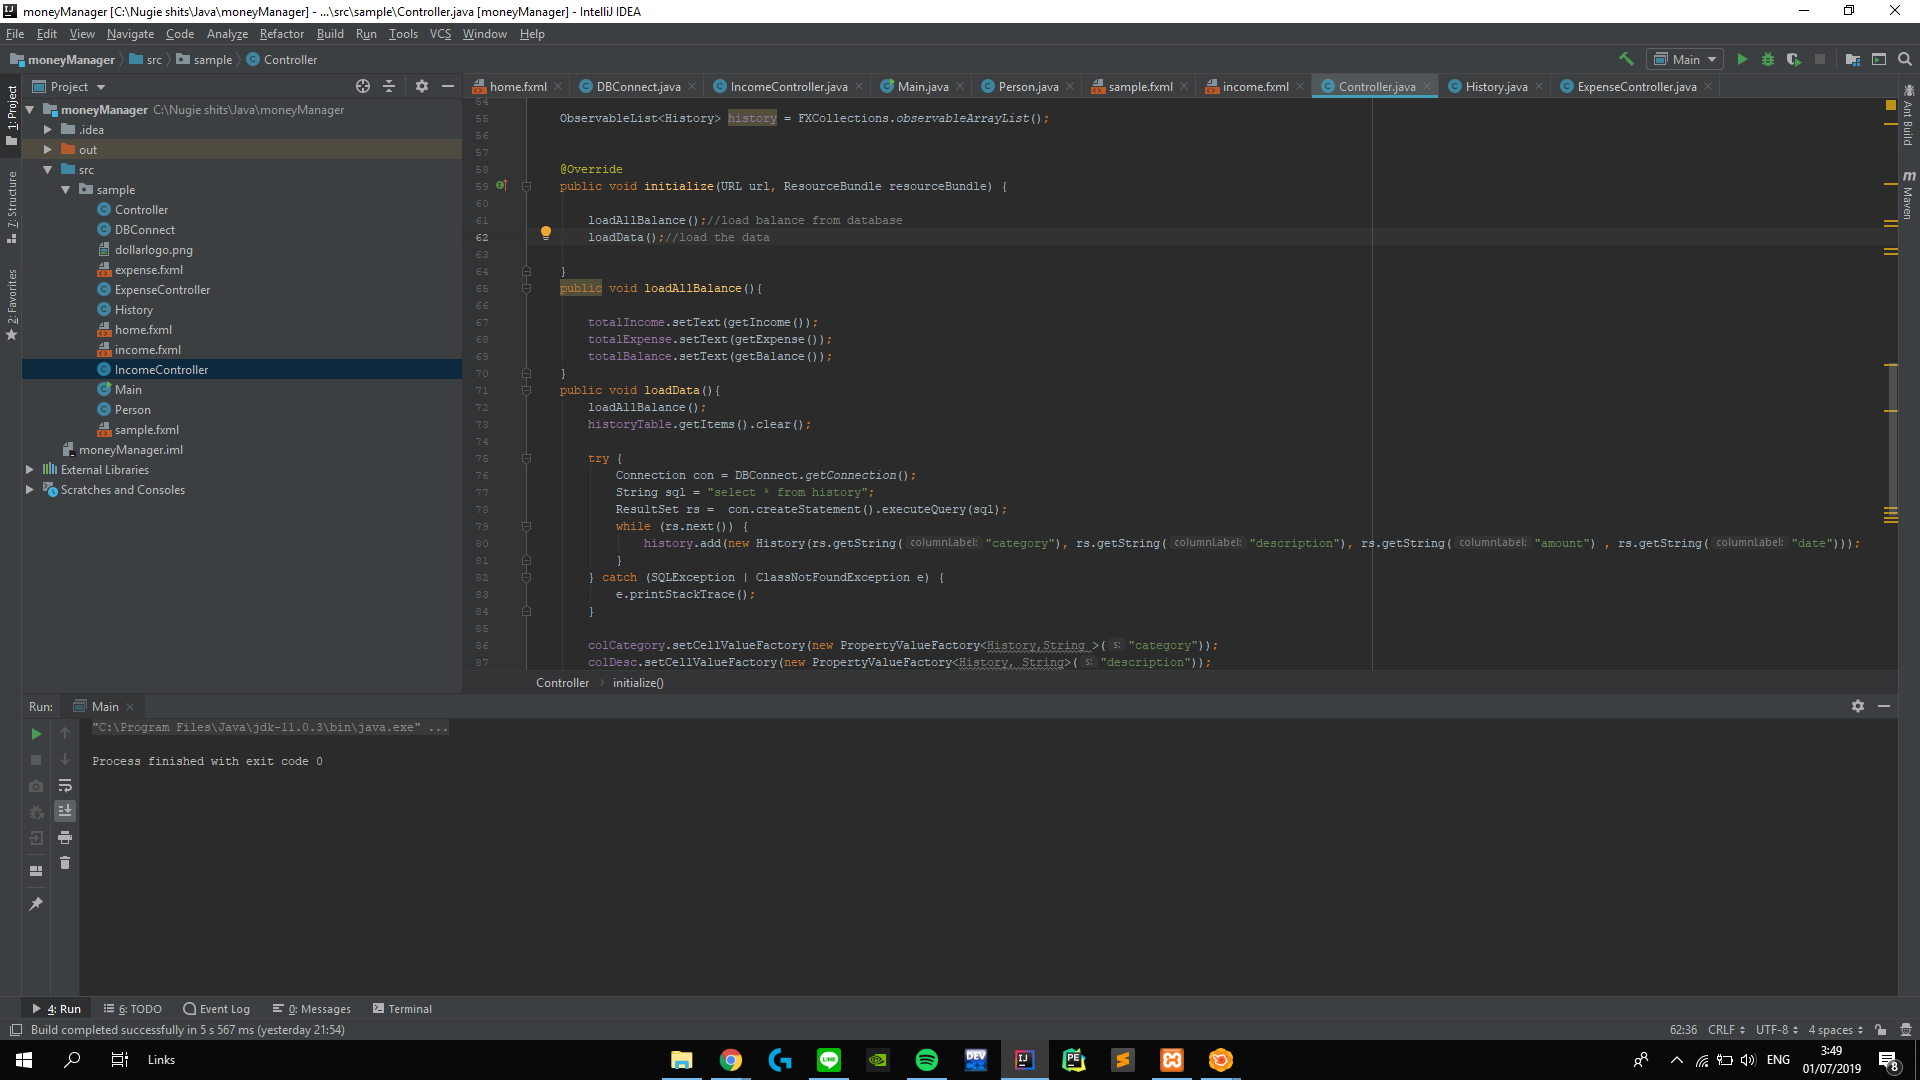 moneyManager [C:\Nugie shits\Java\moneyManager] - ...\src\sample\Controller.java [moneyManager] - IntelliJ IDEA
File Edit View Navigate Code Analyze Refactor Build Run Tools VCS Window Help
moneyManager src sample Controller
Main
Project
home.fxml DBConnect.java IncomeController.java Main.java Person.java sample.fxml income.fxml Controller.java History.java ExpenseController.java
1: Project
7: Structure
2: Favorites
moneyManager C:\Nugie shits\Java\moneyManager
.idea
out
src
sample
Controller
DBConnect
dollarlogo.png
expense.fxml
ExpenseController
History
home.fxml
income.fxml
IncomeController
Main
Person
sample.fxml
moneyManager.iml
External Libraries
Scratches and Consoles
54
55 ObservableList<History> history = FXCollections.observableArrayList();
56
57
58 @Override
59 public void initialize(URL url, ResourceBundle resourceBundle) {
60
61 loadAllBalance();//load balance from database
62 loadData();//load the data
63
64 }
65 public void loadAllBalance(){
66
67 totalIncome.setText(getIncome());
68 totalExpense.setText(getExpense());
69 totalBalance.setText(getBalance());
70 }
71 public void loadData(){
72 loadAllBalance();
73 historyTable.getItems().clear();
74
75 try {
76 Connection con = DBConnect.getConnection();
77 String sql = "select * from history";
78 ResultSet rs =  con.createStatement().executeQuery(sql);
79 while (rs.next()) {
80 history.add(new History(rs.getString( columnLabel: "category"), rs.getString( columnLabel: "description"), rs.getString( columnLabel: "amount") , rs.getString( columnLabel: "date")));
81 }
82 } catch (SQLException | ClassNotFoundException e) {
83 e.printStackTrace();
84 }
85
86 colCategory.setCellValueFactory(new PropertyValueFactory<History,String >( s: "category"));
87 colDesc.setCellValueFactory(new PropertyValueFactory<History, String>( s: "description"));
Controller initialize()
Ant Build
m Maven
Run: Main
"C:\Program Files\Java\jdk-11.0.3\bin\java.exe" ...
Process finished with exit code 0
4: Run 6: TODO Event Log 0: Messages Terminal
Build completed successfully in 5 s 567 ms (yesterday 21:54)
62:36 CRLF UTF-8 4 spaces
Links
LINE
DEV
IJ
PE
ENG
3:49
01/07/2019
8